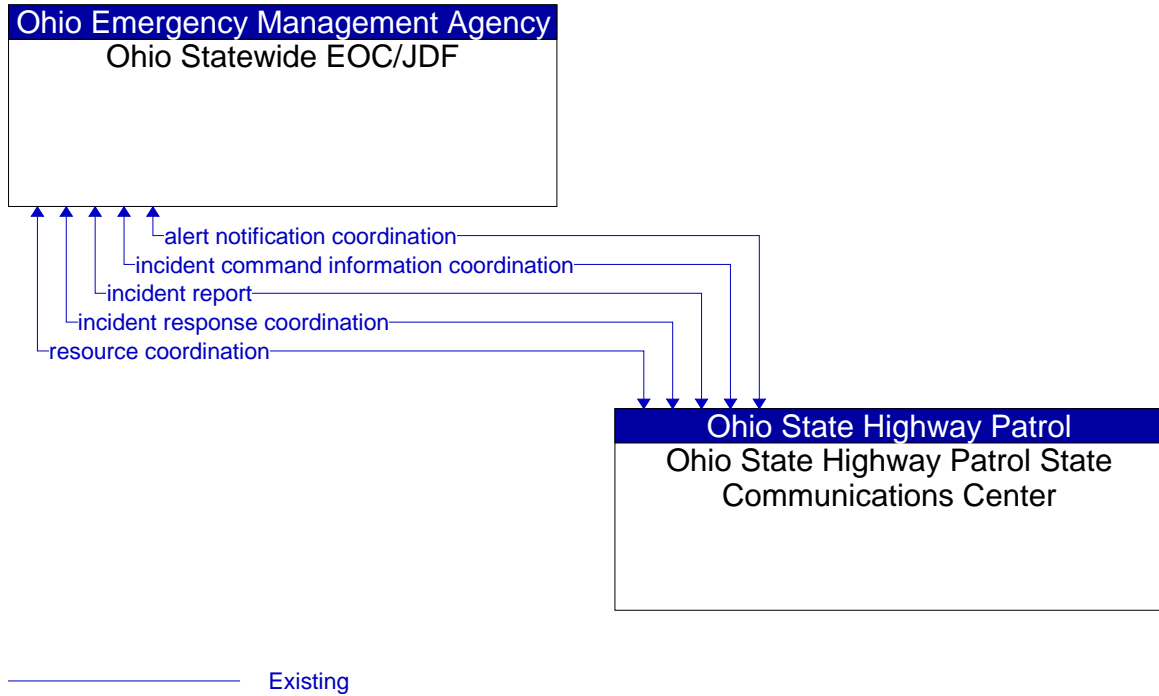 Ohio Emergency Management Agency
Ohio Statewide EOC/JDF
alert notification coordination
incident command information coordination
incident report
incident response coordination
resource coordination
Ohio State Highway Patrol
Ohio State Highway Patrol State
Communications Center
Existing